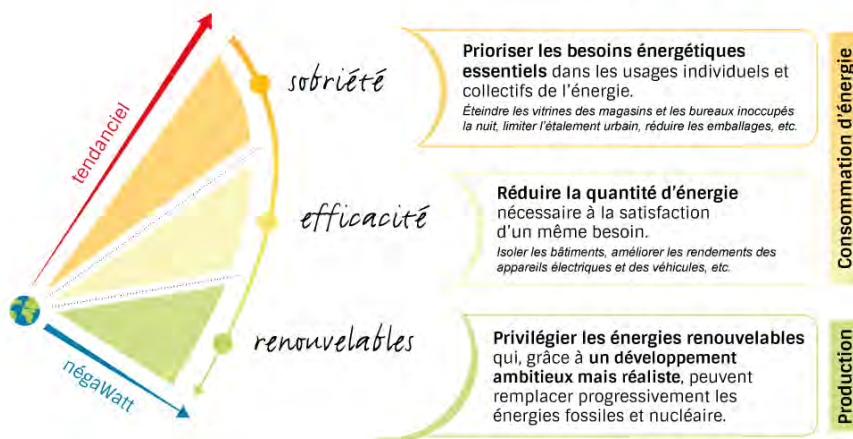 tendanciel
négaWatt
sobriété
Prioriser les besoins énergétiques
essentiels dans les usages individuels et
collectifs de l'énergie.
Éteindre les vitrines des magasins et les bureaux inoccupés
la nuit, limiter l'étalement urbain, réduire les emballages, etc.
efficacité
Réduire la quantité d'énergie
nécessaire à la satisfaction
d'un même besoin.
Isoler les bâtiments, améliorer les rendements des
appareils électriques et des véhicules, etc.
Consommation d'énergie
renouvelables
Privilégier les énergies renouvelables
qui, grâce à un développement
ambitieux mais réaliste, peuvent
remplacer progressivement les
énergies fossiles et nucléaire.
Production